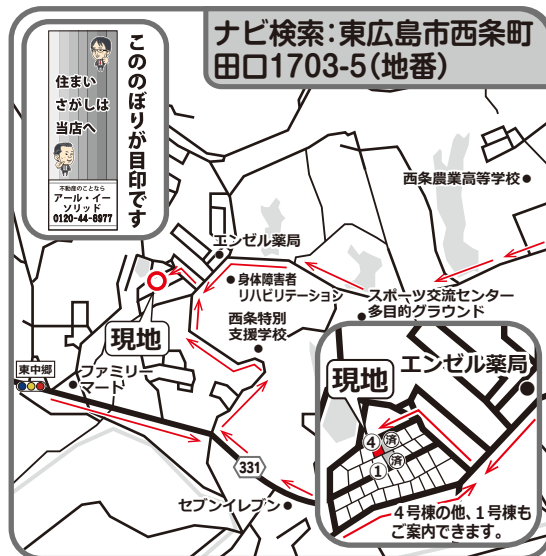 ナビ検索:東広島市西条町
田口1703-5(地番)
こののぼりが目印です
住まい
さがしは
当店へ
不動産のことなら
アール・イー
ソリッド
0120-44-8977
西条農業高等学校
エンゼル薬局
身体障害者
リハビリテーション
スポーツ交流センター
多目的グラウンド
西条特別
支援学校
現地
東中郷
ファミリー
マート
331
セブンイレブン
エンゼル薬局
現地
4 済
1 済
4号棟の他、1号棟も
ご案内できます。